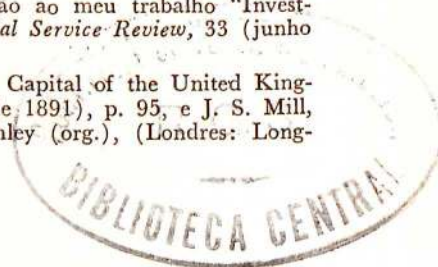 ão ao meu trabalho "Invest-
al Service Review, 33 (junho
Capital of the United King-
e 1891), p. 95, e J. S. Mill,
nley (org.), (Londres: Long-
BIBLIOTECA CENTRAL